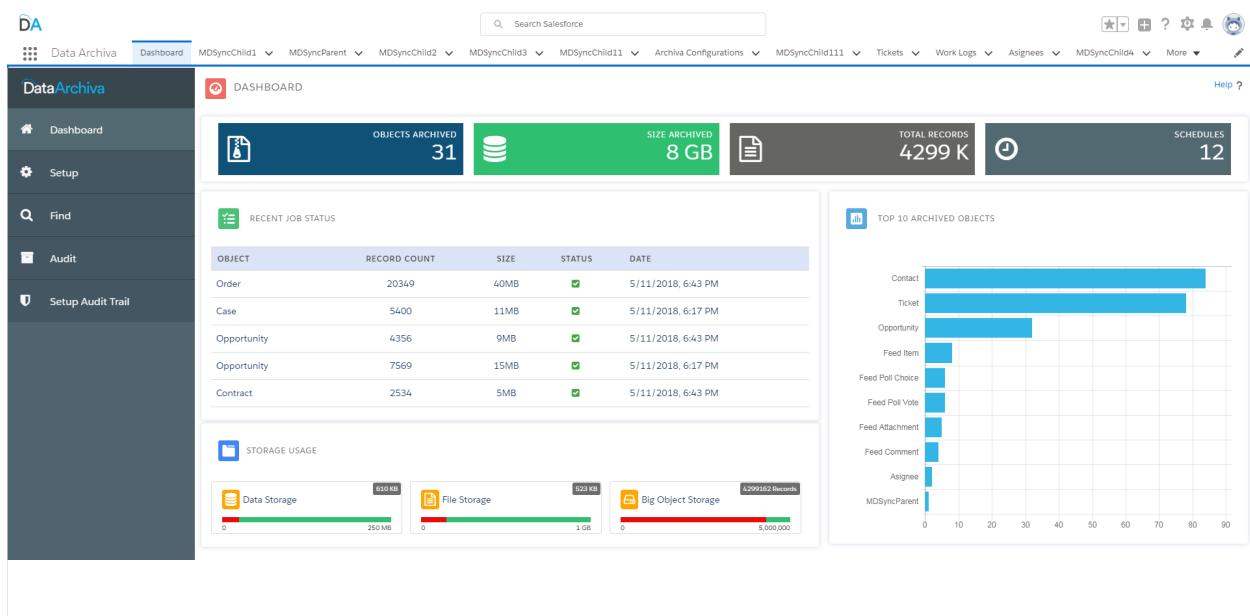 DA
Search Salesforce
Data Archiva Dashboard MDSyncChild1 MDSyncParent MDSyncChild2 MDSyncChild3 MDSyncChild11 Archiva Configurations MDSyncChild111 Tickets Work Logs Asignees MDSyncChild4 More
DataArchiva
Dashboard
Setup
Find
Audit
Setup Audit Trail
DASHBOARD
Help ?
OBJECTS ARCHIVED
31
SIZE ARCHIVED
8 GB
TOTAL RECORDS
4299 K
SCHEDULES
12
RECENT JOB STATUS
OBJECT RECORD COUNT SIZE STATUS DATE
Order 20349 40MB 5/11/2018, 6:43 PM
Case 5400 11MB 5/11/2018, 6:17 PM
Opportunity 4356 9MB 5/11/2018, 6:43 PM
Opportunity 7569 15MB 5/11/2018, 6:17 PM
Contract 2534 5MB 5/11/2018, 6:43 PM
STORAGE USAGE
610 KB
Data Storage
0 250 MB
523 KB
File Storage
0 1 GB
4299162 Records
Big Object Storage
0 5,000,000
TOP 10 ARCHIVED OBJECTS
Contact
Ticket
Opportunity
Feed Item
Feed Poll Choice
Feed Poll Vote
Feed Attachment
Feed Comment
Asignee
MDSyncParent
0 10 20 30 40 50 60 70 80 90